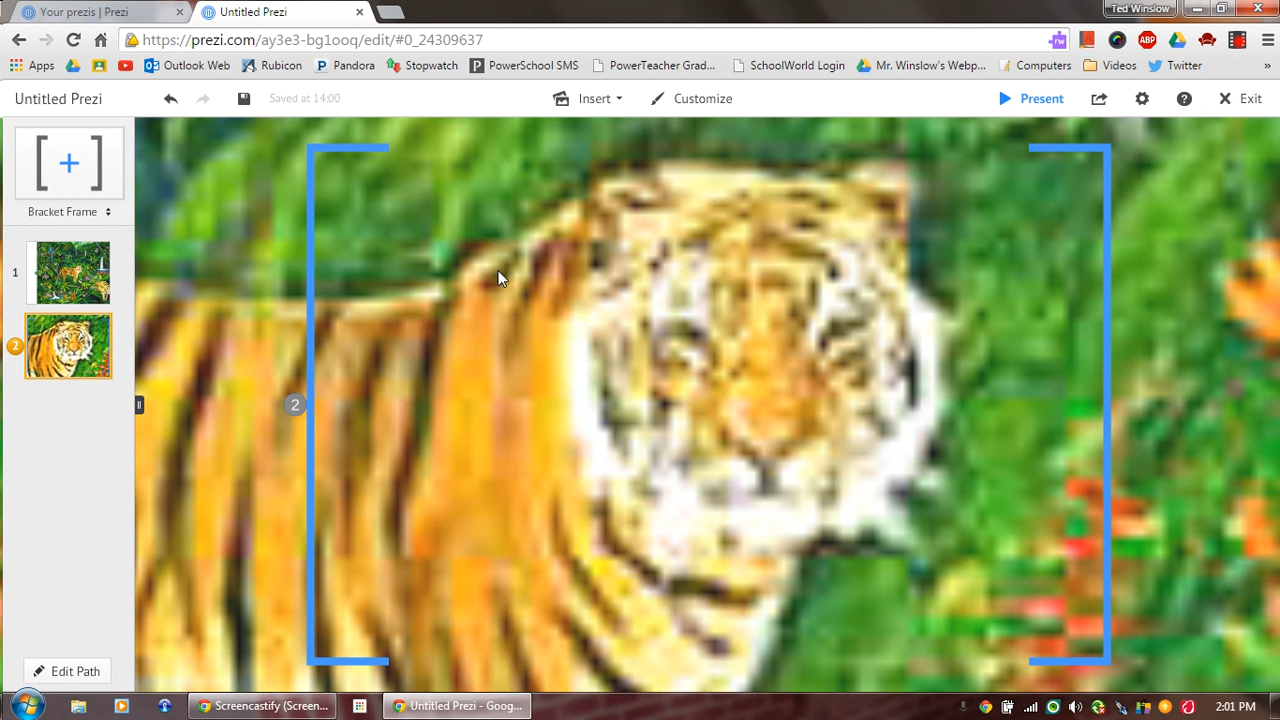 Your prezis | Prezi
Untitled Prezi
Ted Winslow
https://prezi.com/ay3e3-bg1ooq/edit/#0_24309637
rw
ABP
Apps
Outlook Web
Rubicon
Pandora
Stopwatch
PowerSchool SMS
PowerTeacher Grad...
SchoolWorld Login
Mr. Winslow's Webp...
Computers
Videos
Twitter
»
Untitled Prezi
Saved at 14:00
Insert
Customize
Present
Exit
Bracket Frame
1
2
2
Edit Path
Screencastify (Screen...
Untitled Prezi - Goog...
2:01 PM